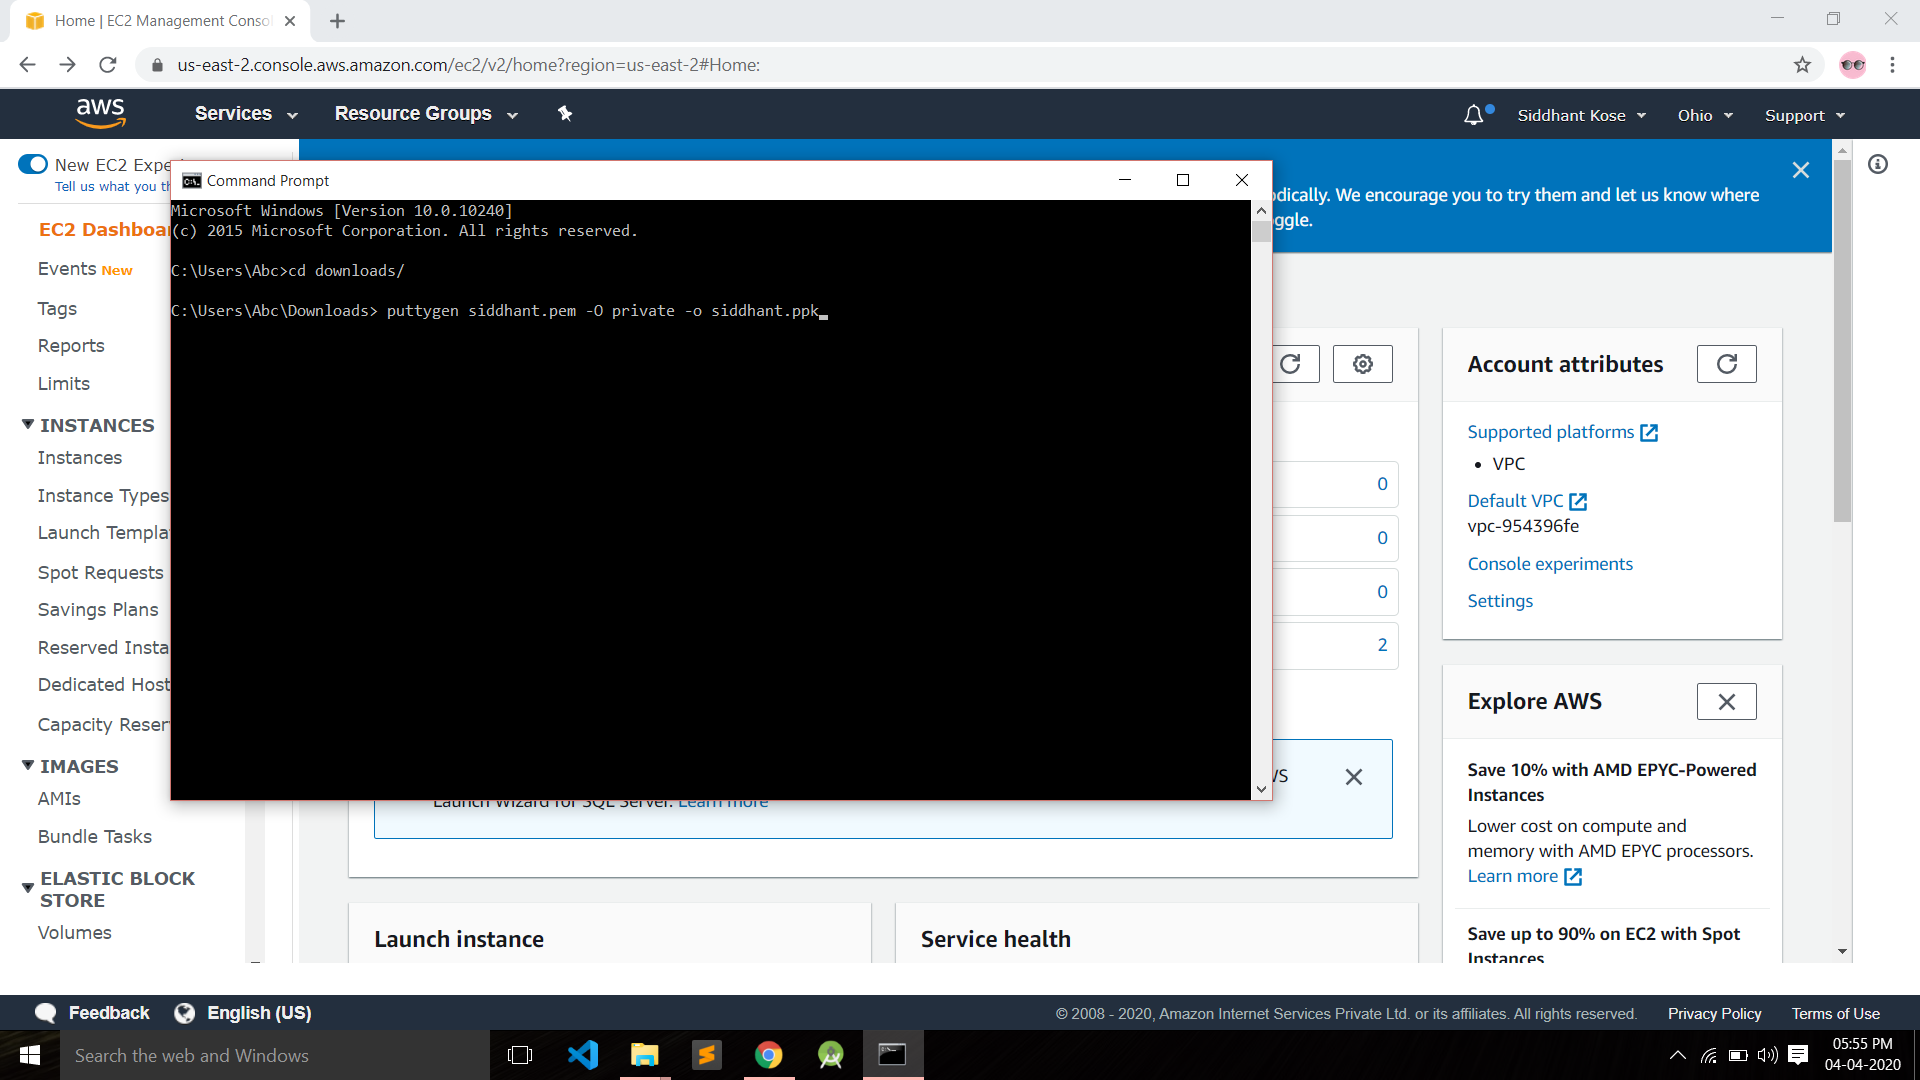 Home | EC2 Management Conso
us-east-2.console.aws.amazon.com/ec2/v2/home?region=us-east-2#Home:
aws
Services
Resource Groups
Siddhant Kose
Ohio
Support
New EC2 Expe
Tell us what you th
EC2 Dashboa
Events New
Tags
Reports
Limits
INSTANCES
Instances
Instance Types
Launch Templa
Spot Requests
Savings Plans
Reserved Insta
Dedicated Host
Capacity Reser
IMAGES
AMIs
Bundle Tasks
ELASTIC BLOCK
STORE
Volumes
Command Prompt
Microsoft Windows [Version 10.0.10240]
(c) 2015 Microsoft Corporation. All rights reserved.
C:\Users\Abc>cd downloads/
C:\Users\Abc\Downloads> puttygen siddhant.pem -O private -o siddhant.ppk
odically. We encourage you to try them and let us know where
ggle.
0
0
0
2
WS
Launch Wizard for SQL Server. Learn more
Launch instance
Service health
Account attributes
Supported platforms
• VPC
Default VPC
vpc-954396fe
Console experiments
Settings
Explore AWS
Save 10% with AMD EPYC-Powered
Instances
Lower cost on compute and
memory with AMD EPYC processors.
Learn more
Save up to 90% on EC2 with Spot
Instances
Feedback
English (US)
© 2008 - 2020, Amazon Internet Services Private Ltd. or its affiliates. All rights reserved.
Privacy Policy
Terms of Use
Search the web and Windows
05:55 PM
04-04-2020